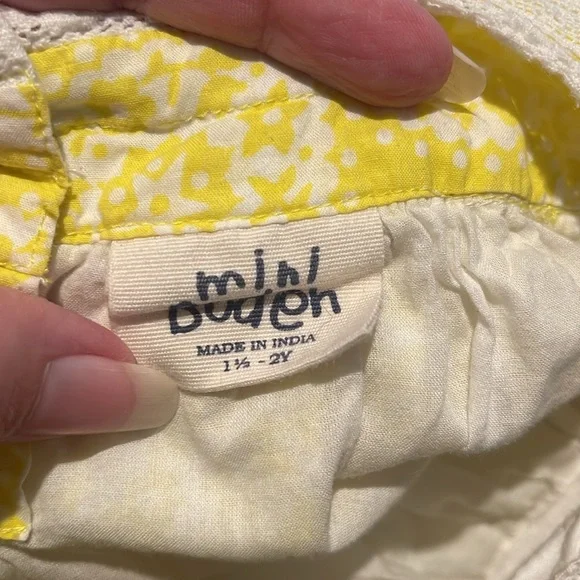 mini
Boden
MADE IN INDIA
1½ - 2Y